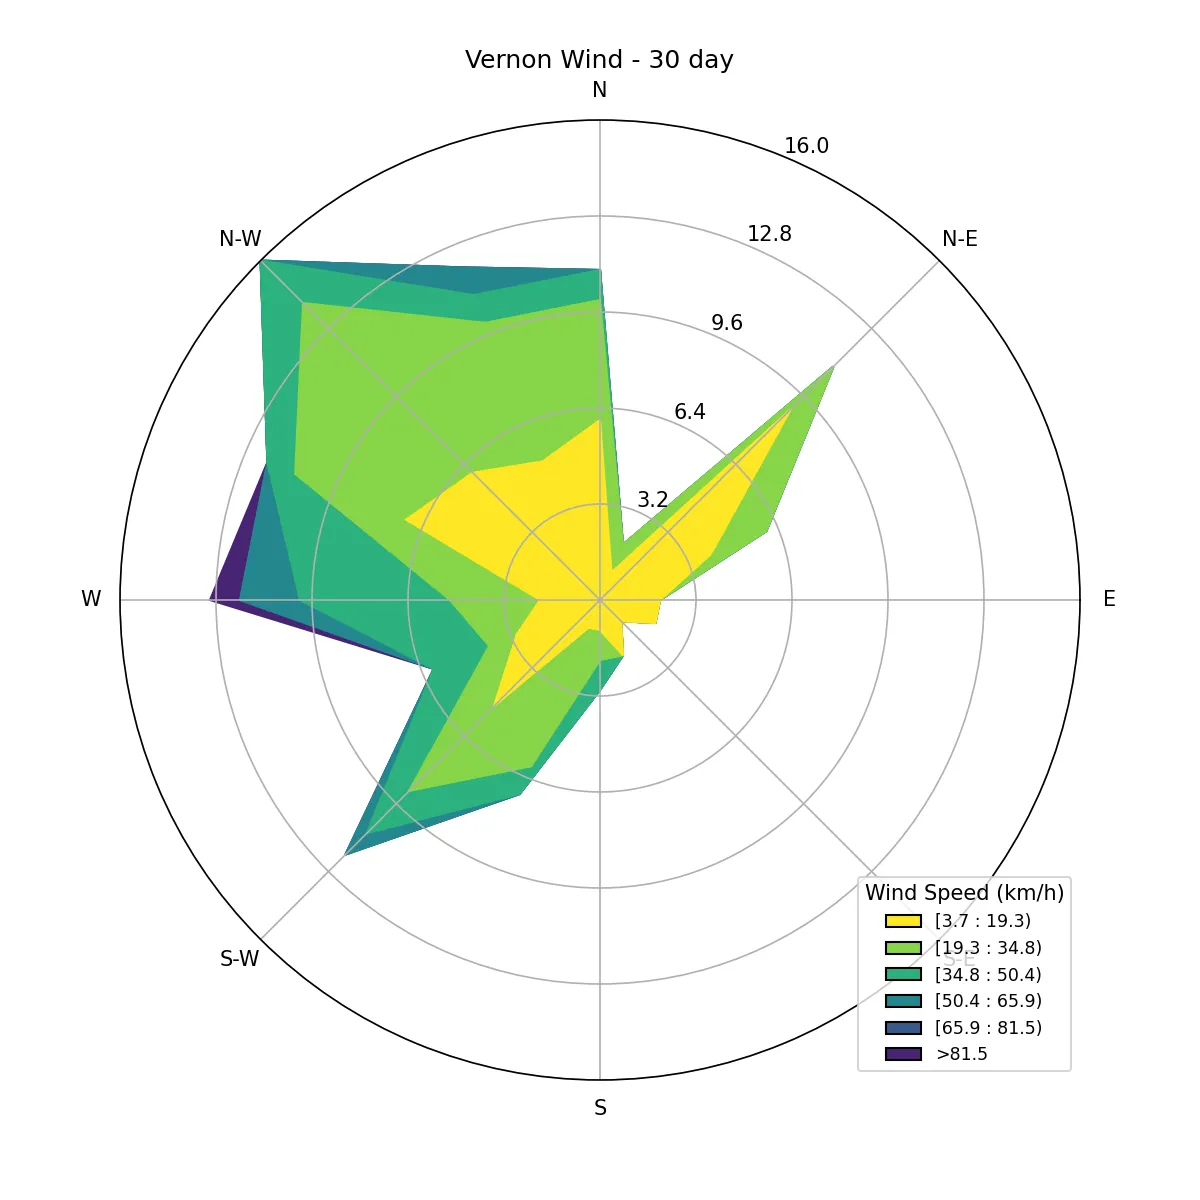 Vernon Wind - 30 day
N
16.0
12.8
N-W
N-E
9.6
6.4
3.2
W
E
S-W
S-E
S
Wind Speed (km/h)
[3.7 : 19.3)
[19.3 : 34.8)
[34.8 : 50.4)
[50.4 : 65.9)
[65.9 : 81.5)
>81.5